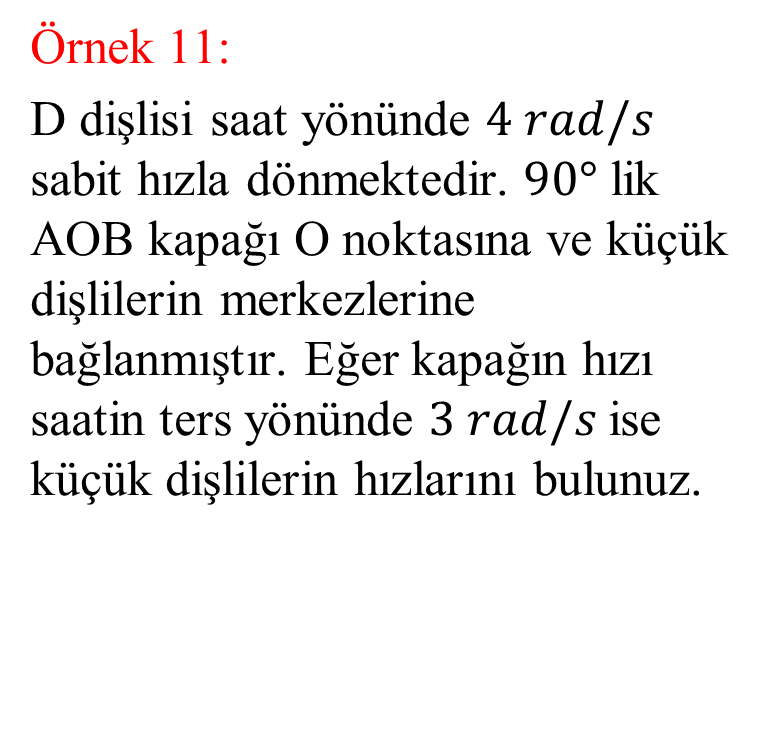 Örnek 11:
D dişlisi saat yönünde 4 rad/s
sabit hızla dönmektedir. 90° lik
AOB kapağı O noktasına ve küçük
dişlilerin merkezlerine
bağlanmıştır. Eğer kapağın hızı
saatin ters yönünde 3 rad/s ise
küçük dişlilerin hızlarını bulunuz.